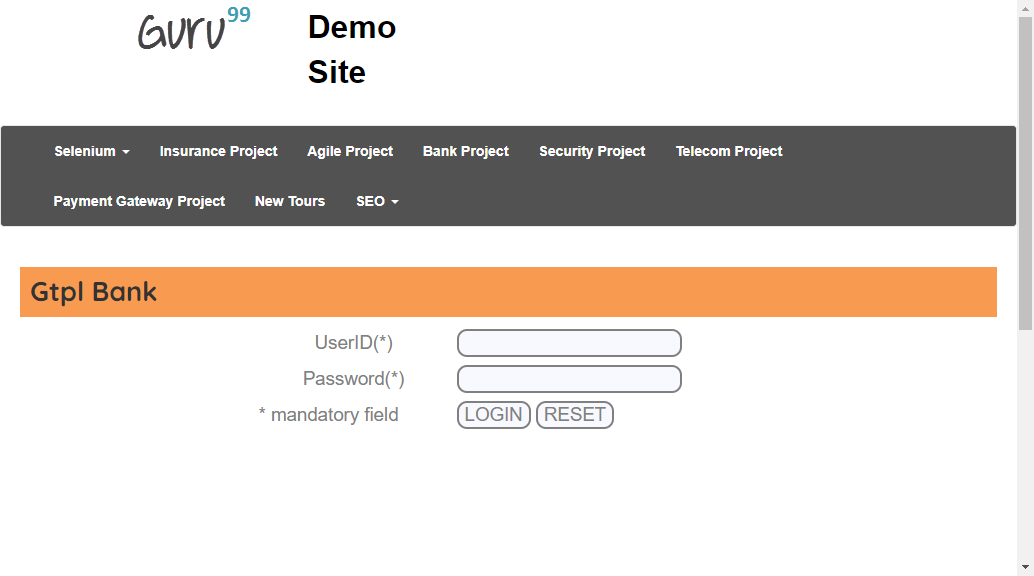 Guru99
Demo
Site
Selenium Insurance Project Agile Project Bank Project Security Project Telecom Project
Payment Gateway Project New Tours SEO
Gtpl Bank
UserID(*)
Password(*)
* mandatory field LOGIN RESET